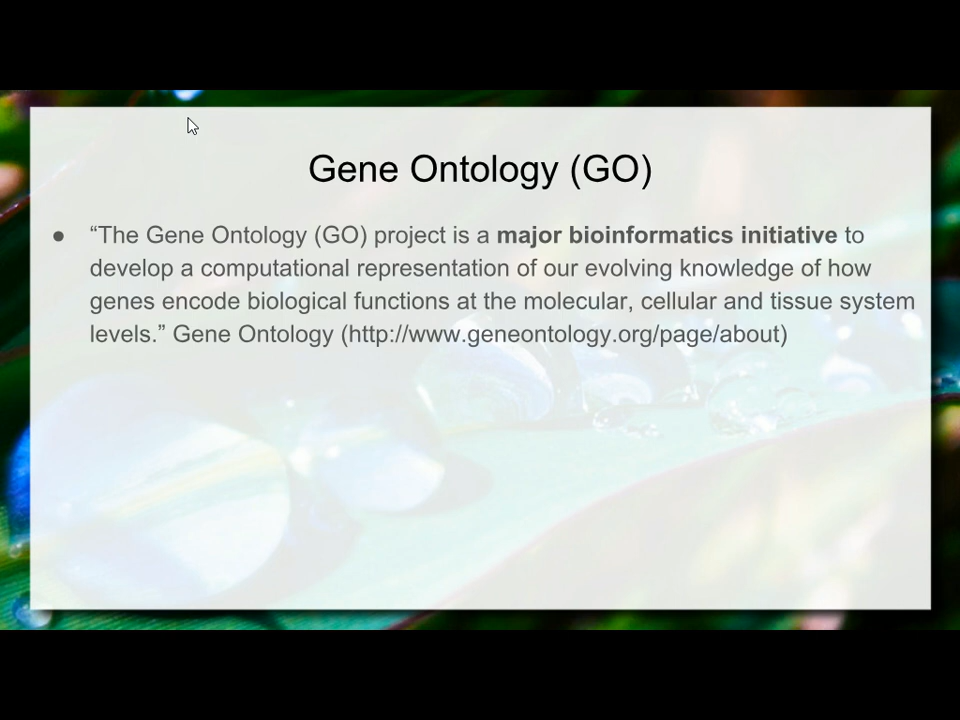 Gene Ontology (GO)
● “The Gene Ontology (GO) project is a major bioinformatics initiative to
develop a computational representation of our evolving knowledge of how
genes encode biological functions at the molecular, cellular and tissue system
levels.” Gene Ontology (http://www.geneontology.org/page/about)